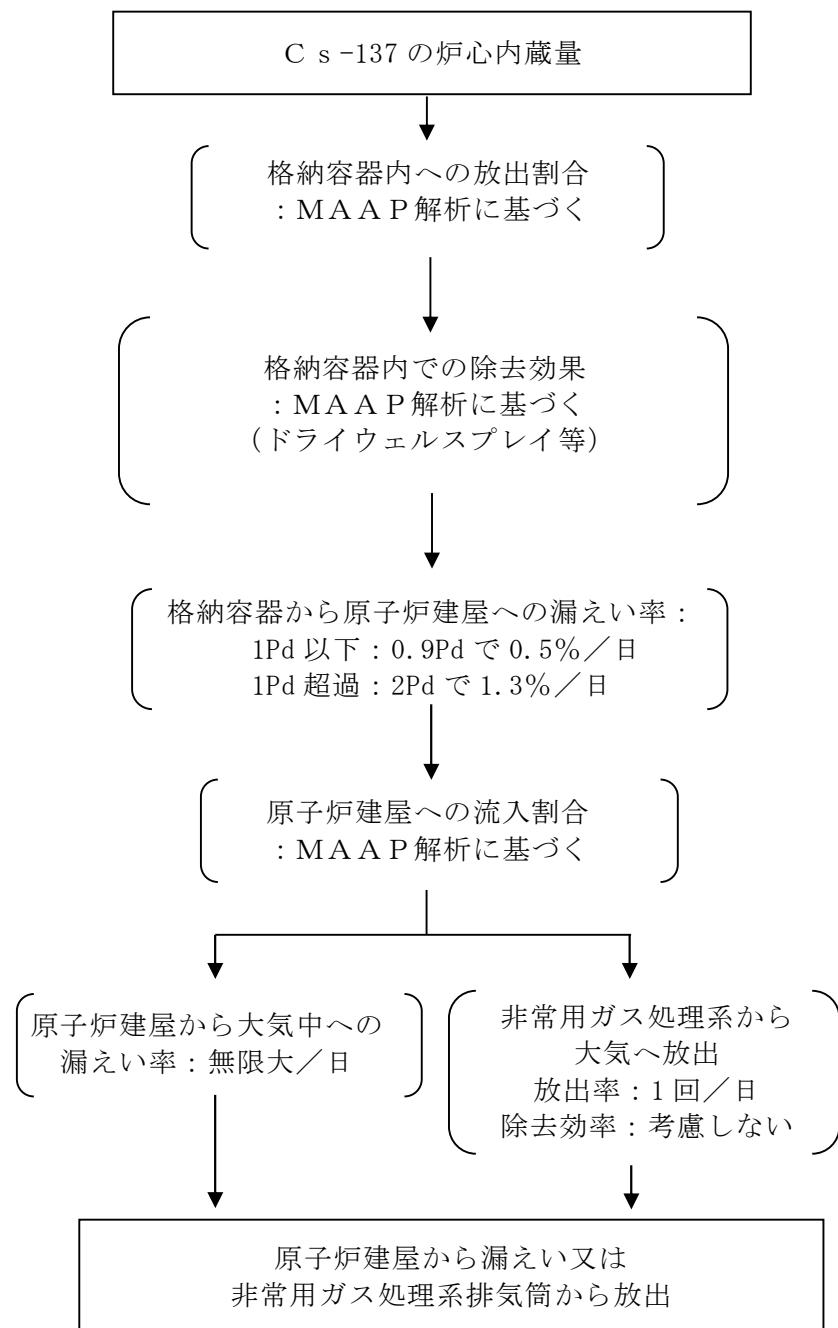 Ｃｓ-137の炉心内蔵量
格納容器内への放出割合
：ＭＡＡＰ解析に基づく
格納容器内での除去効果
：ＭＡＡＰ解析に基づく
(ドライウェルスプレイ等)
格納容器から原子炉建屋への漏えい率：
1Pd 以下：0.9Pd で 0.5％／日
1Pd 超過：2Pd で 1.3％／日
原子炉建屋への流入割合
：ＭＡＡＰ解析に基づく
原子炉建屋から大気中への
漏えい率：無限大／日
非常用ガス処理系から
大気へ放出
放出率：1回／日
除去効率：考慮しない
原子炉建屋から漏えい又は
非常用ガス処理系排気筒から放出